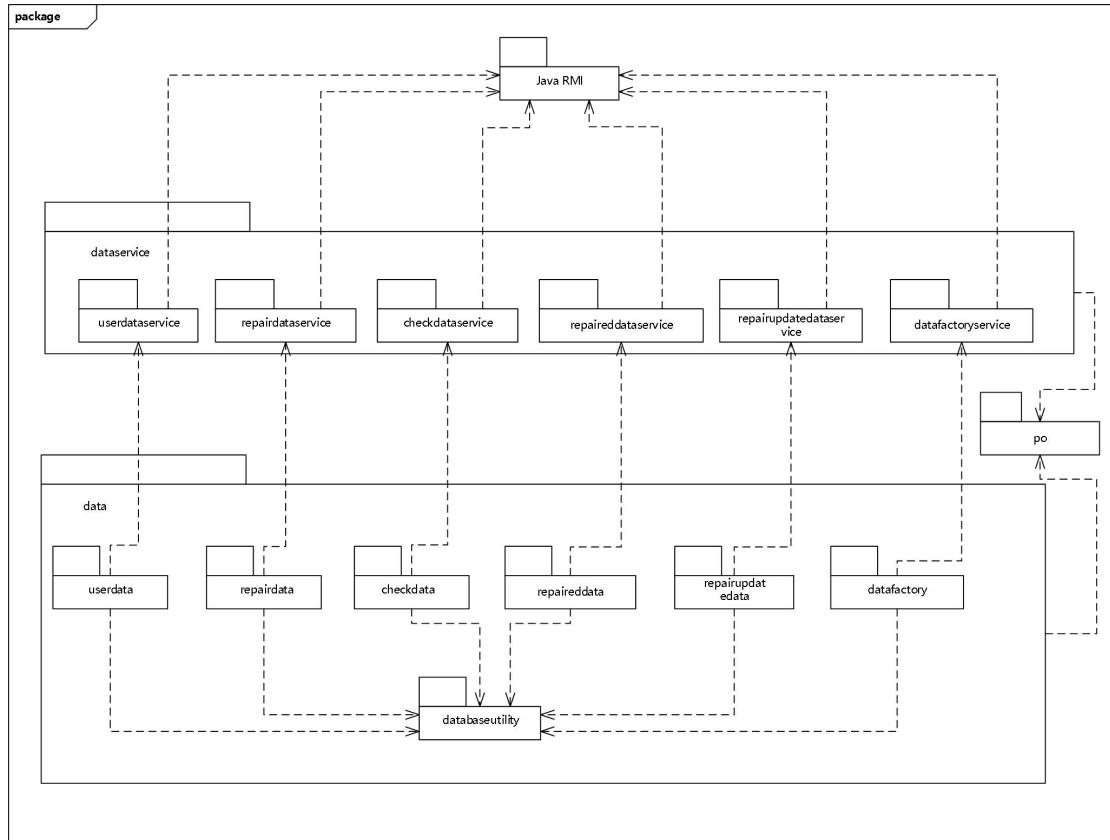 package
Java RMI
dataservice
userdataservice
repairdataservice
checkdataservice
repaireddataservice
repairupdatedataser
vice
datafactoryservice
po
data
userdata
repairdata
checkdata
repaireddata
repairupdat
edata
datafactory
databaseutility